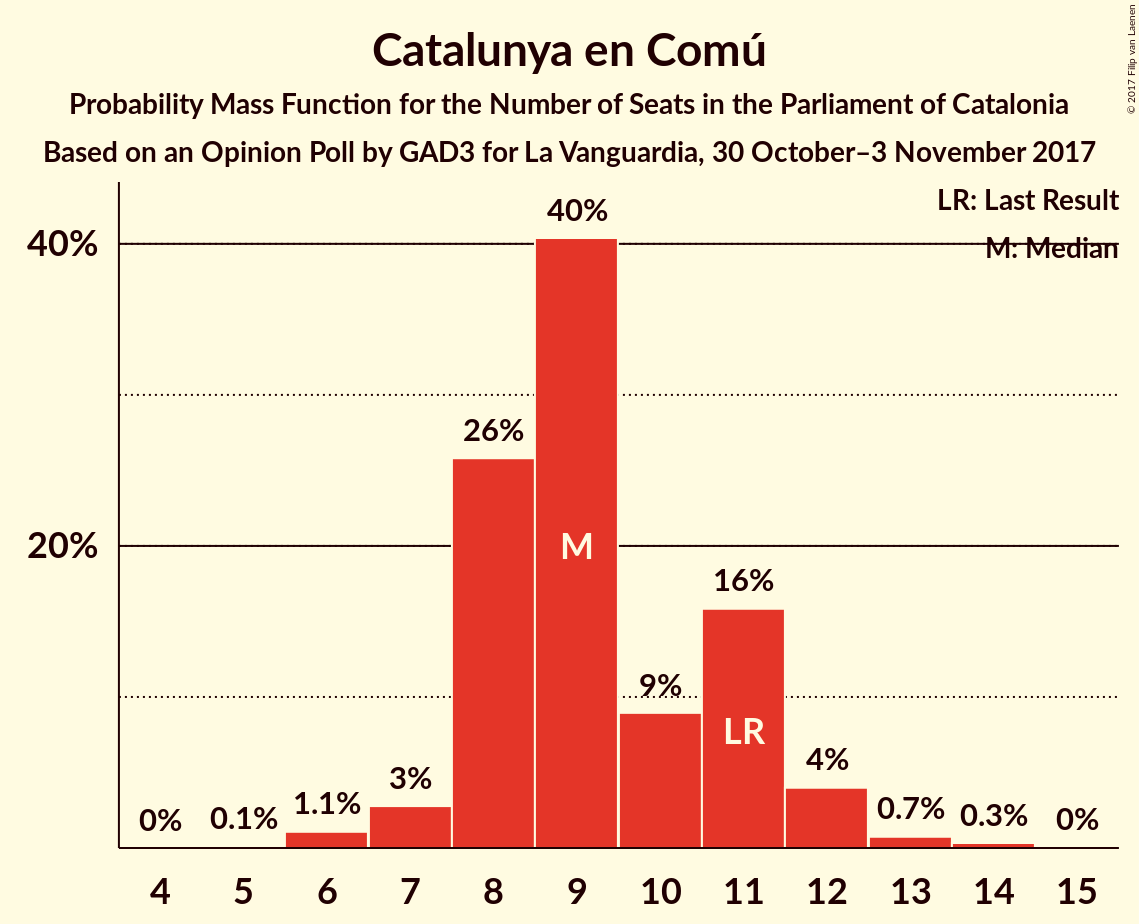 Catalunya en Comú
Probability Mass Function for the Number of Seats in the Parliament of Catalonia
Based on an Opinion Poll by GAD3 for La Vanguardia, 30 October–3 November 2017
© 2017 Filip van Laenen
LR: Last Result
M: Median
40%
20%
0%
0.1%
1.1%
3%
26%
40%
9%
16%
4%
0.7%
0.3%
0%
M
LR
4 5 6 7 8 9 10 11 12 13 14 15